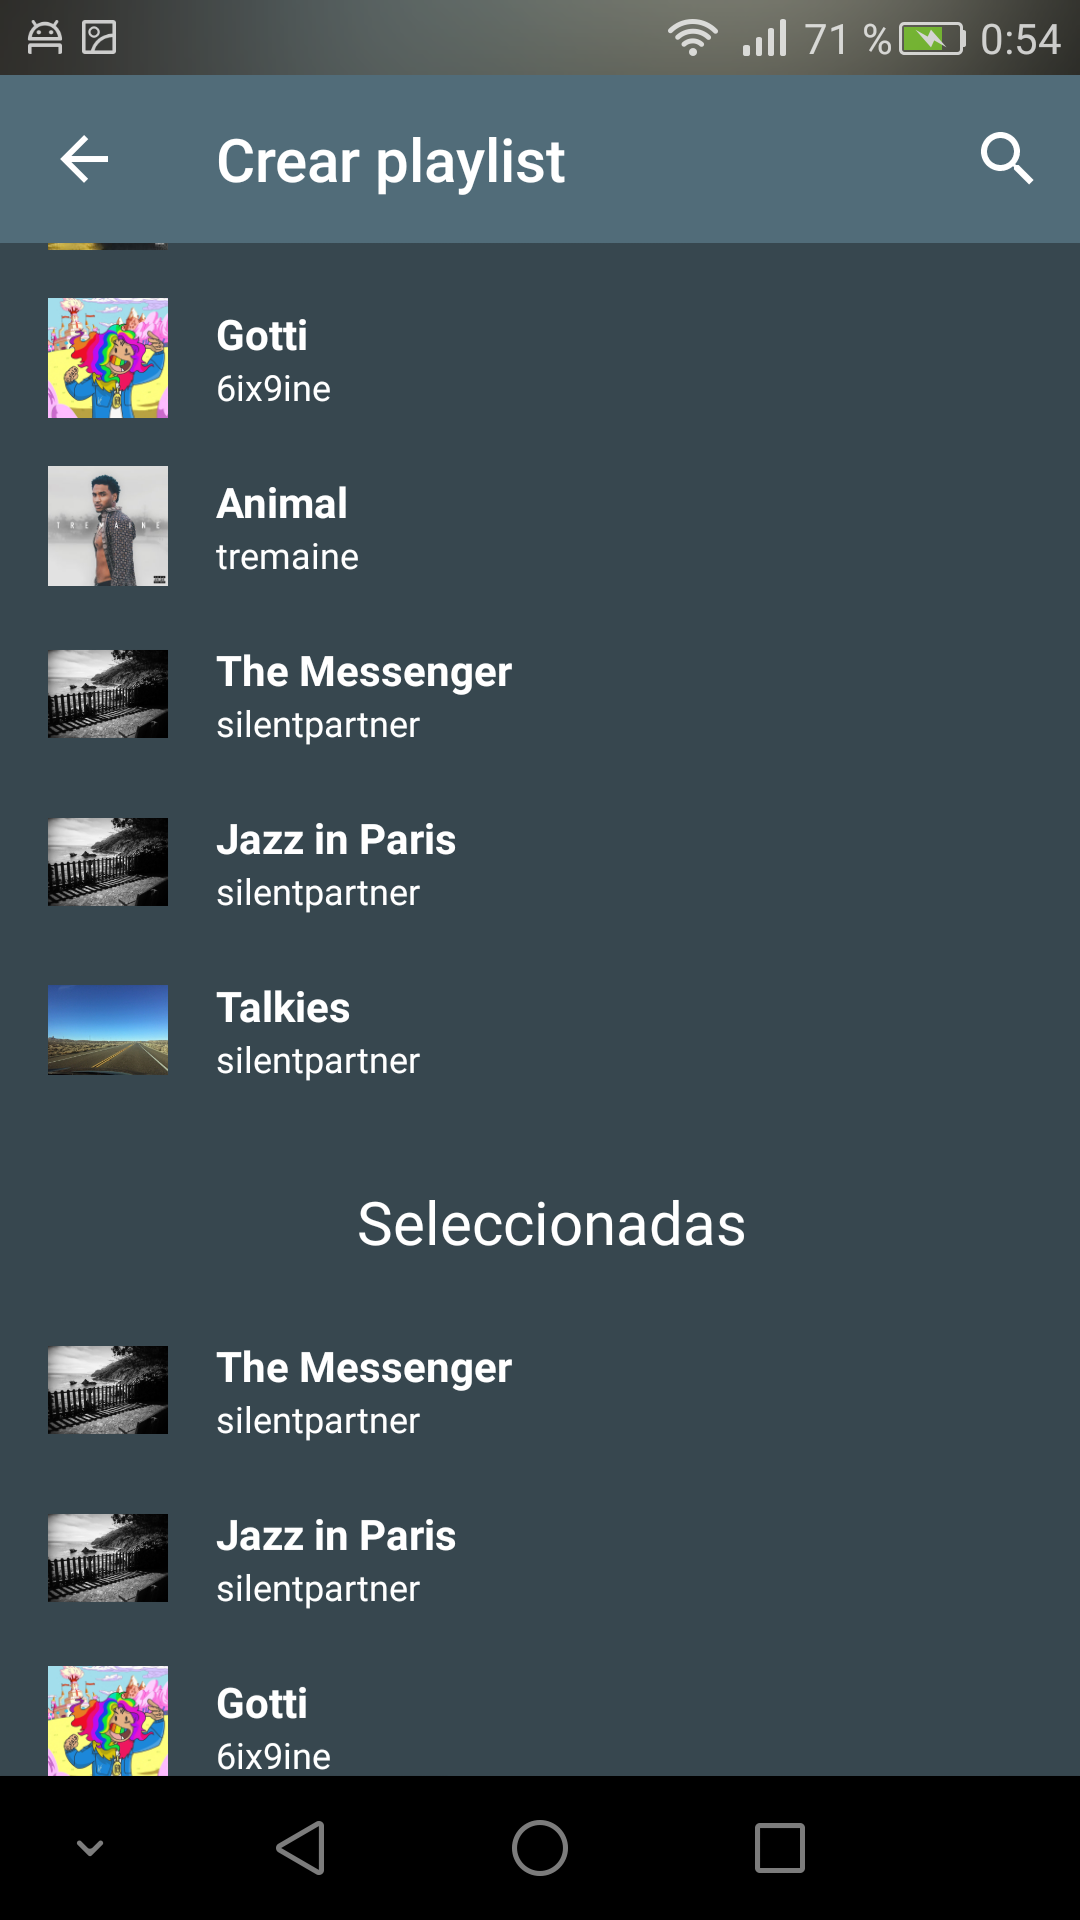 71 % 0:54
Crear playlist
Gotti
6ix9ine
Animal
tremaine
TREMAINE
The Messenger
silentpartner
Jazz in Paris
silentpartner
Talkies
silentpartner
Seleccionadas
The Messenger
silentpartner
Jazz in Paris
silentpartner
Gotti
6ix9ine